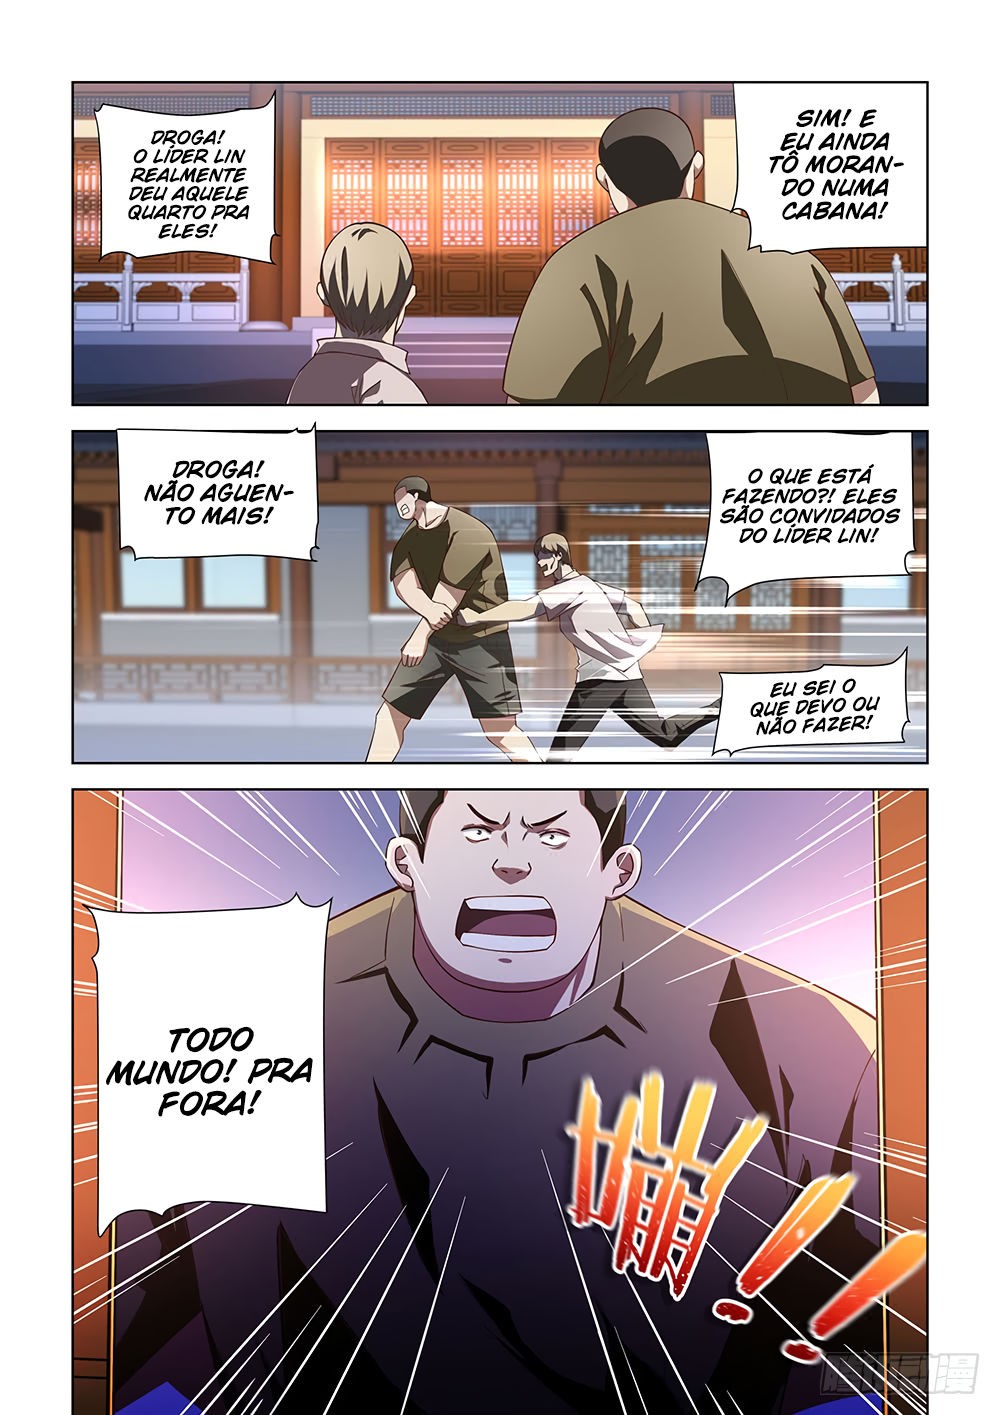 DROGA!
O LÍDER LIN
REALMENTE
DEU AQUELE
QUARTO PRA
ELES!
SIM! E
EU AINDA
TÔ MORAN-
DO NUMA
CABANA!
DROGA!
NÃO AGUEN-
TO MAIS!
O QUE ESTÁ
FAZENDO?! ELES
SÃO CONVIDADOS
DO LÍDER LIN!
EU SEI O
QUE DEVO OU
NÃO FAZER!
TODO
MUNDO! PRA
FORA!
嘣!!